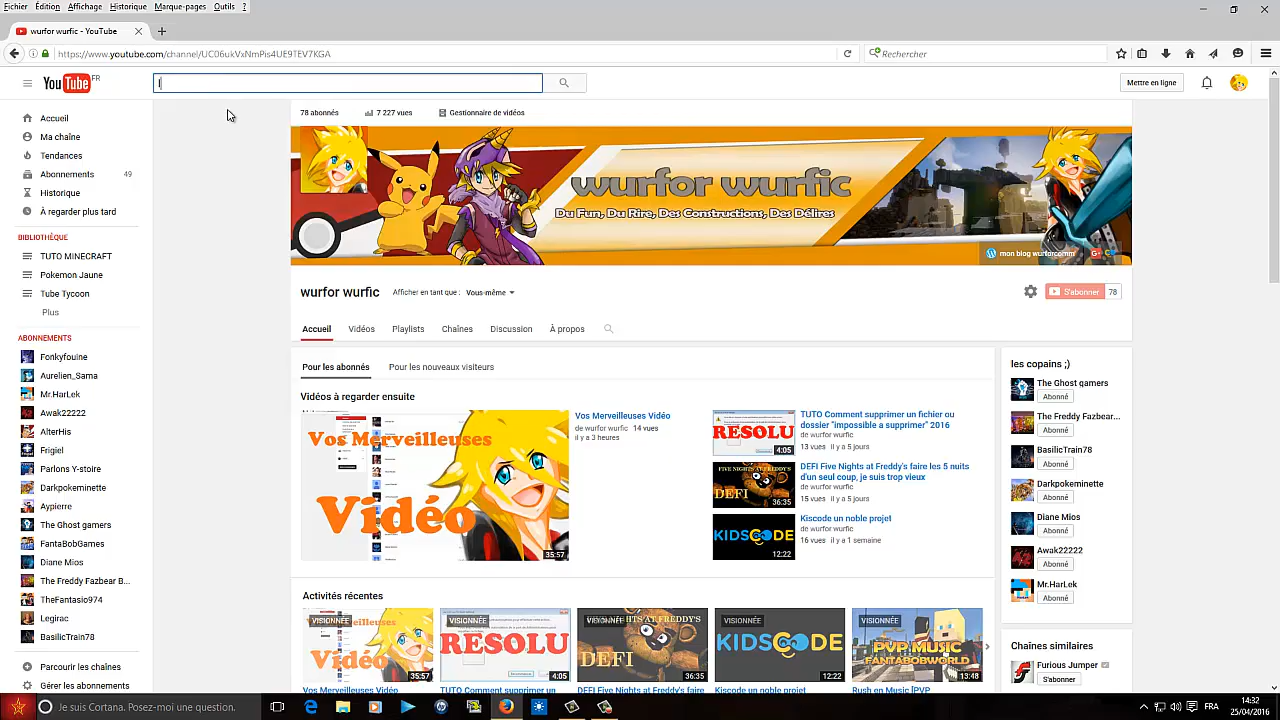 Fichier Édition Affichage Historique Marque-pages Outils ?
wurfor wurfic - YouTube
https://www.youtube.com/channel/UC06ukVxNmPis4UE9TEV7KGA
Rechercher
YouTube FR
l
Mettre en ligne
Accueil
Ma chaîne
Tendances
Abonnements 49
Historique
À regarder plus tard
BIBLIOTHÈQUE
TUTO MINECRAFT
Pokemon Jaune
Tube Tycoon
Plus
ABONNEMENTS
Fonkyfouine
Aurelien_Sama
Mr.HarLek
Awak22222
AterHis
Frigiel
Parlons Y-store
Darkpokeminette
Aypierre
The Ghost gamers
FantaBobGames
Diane Mios
The Freddy Fazbear B...
TheFantasio974
Legirac
BasilicTrain78
Parcourir les chaînes
Gérer les abonnements
78 abonnés 7 227 vues Gestionnaire de vidéos
wurfor wurfic
Du Fun, Du Rire, Des Constructions, Des Délires
mon blog wurforcomm
wurfor wurfic Afficher en tant que : Vous-même
S'abonner 78
Accueil Vidéos Playlists Chaînes Discussion À propos
Pour les abonnés Pour les nouveaux visiteurs
Vidéos à regarder ensuite
Vos Merveilleuses
Vidéo
35:57
Vos Merveilleuses Vidéo
de wurfor wurfic 14 vues
il y a 3 heures
RESOLU
4:05
TUTO Comment supprimer un fichier ou
dossier "impossible a supprimer" 2016
de wurfor wurfic
13 vues il y a 5 jours
FIVE NIGHTS AT FREDDY'S
DEFI
36:35
DEFI Five Nights at Freddy's faire les 5 nuits
d'un seul coup, je suis trop vieux
de wurfor wurfic
15 vues il y a 5 jours
KIDSCODE
12:22
Kiscode un noble projet
de wurfor wurfic
16 vues il y a 1 semaine
Activités récentes
VISIONNÉE
Vidéo
35:57
Vos Merveilleuses Vidéo
VISIONNÉE
RESOLU
4:05
TUTO Comment supprimer un
VISIONNÉE
DEFI
36:35
DEFI Five Nights at Freddy's faire
VISIONNÉE
KIDSCODE
12:22
Kiscode un noble projet
VISIONNÉE
PVP MUSIC
FANTABOBWORLD
13:48
Rush en Music [PVP
les copains ;)
The Ghost gamers
Abonné
The Freddy Fazbear...
Abonné
BasilicTrain78
Abonné
Darkpokeminette
Abonné
Diane Mios
Abonné
Awak22222
Abonné
Mr.HarLek
Abonné
Chaînes similaires
Furious Jumper
S'abonner
Je suis Cortana. Posez-moi une question.
FRA
14:32
25/04/2016